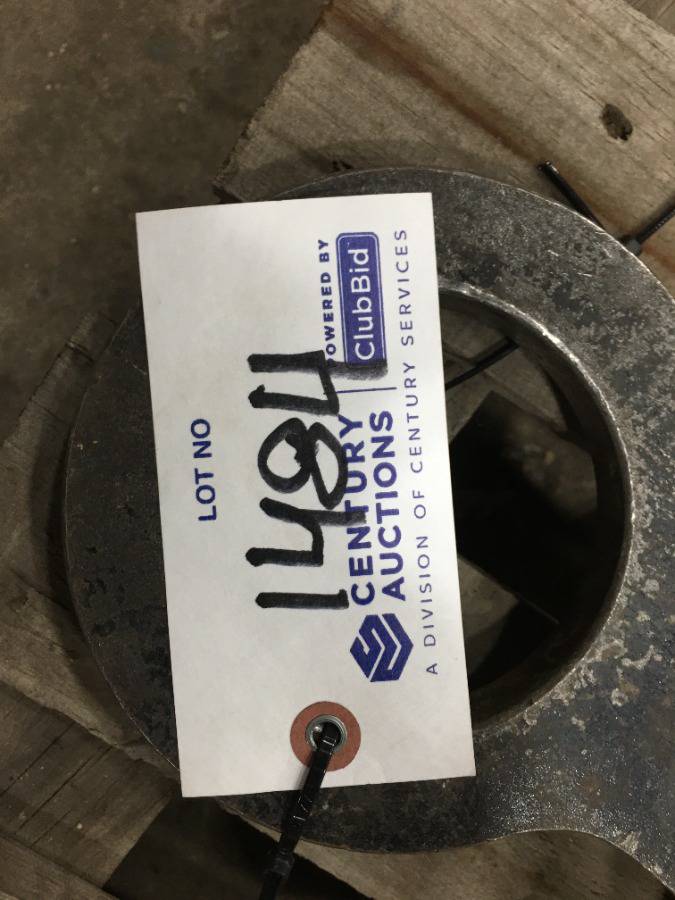 LOT NO
1484
CENTURY AUCTIONS
POWERED BY
ClubBid
A DIVISION OF CENTURY SERVICES